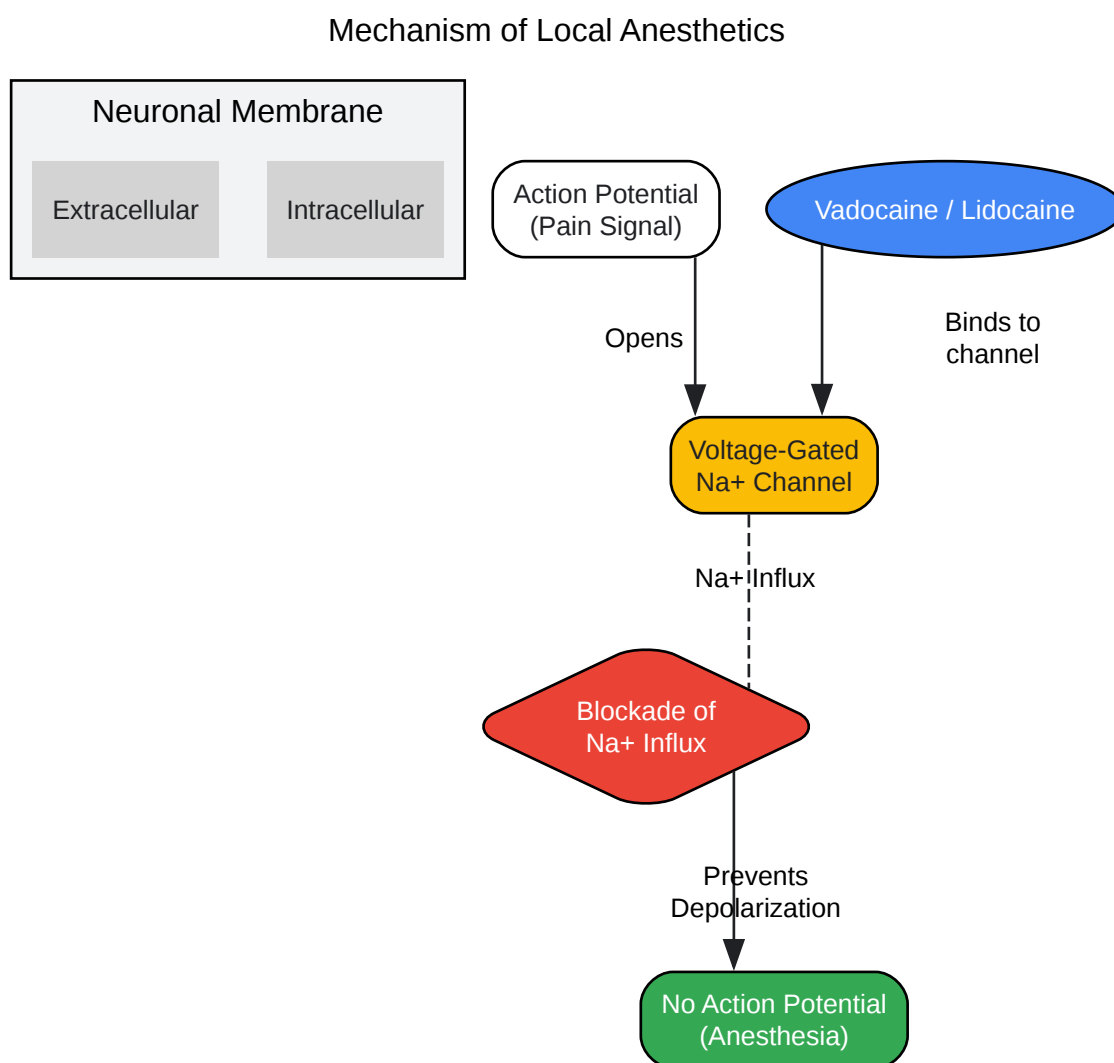 Mechanism of Local Anesthetics
Neuronal Membrane
Extracellular
Intracellular
Action Potential
(Pain Signal)
Vadocaine / Lidocaine
Opens
Binds to
channel
Voltage-Gated
Na+ Channel
Na+ Influx
Blockade of
Na+ Influx
Prevents
Depolarization
No Action Potential
(Anesthesia)